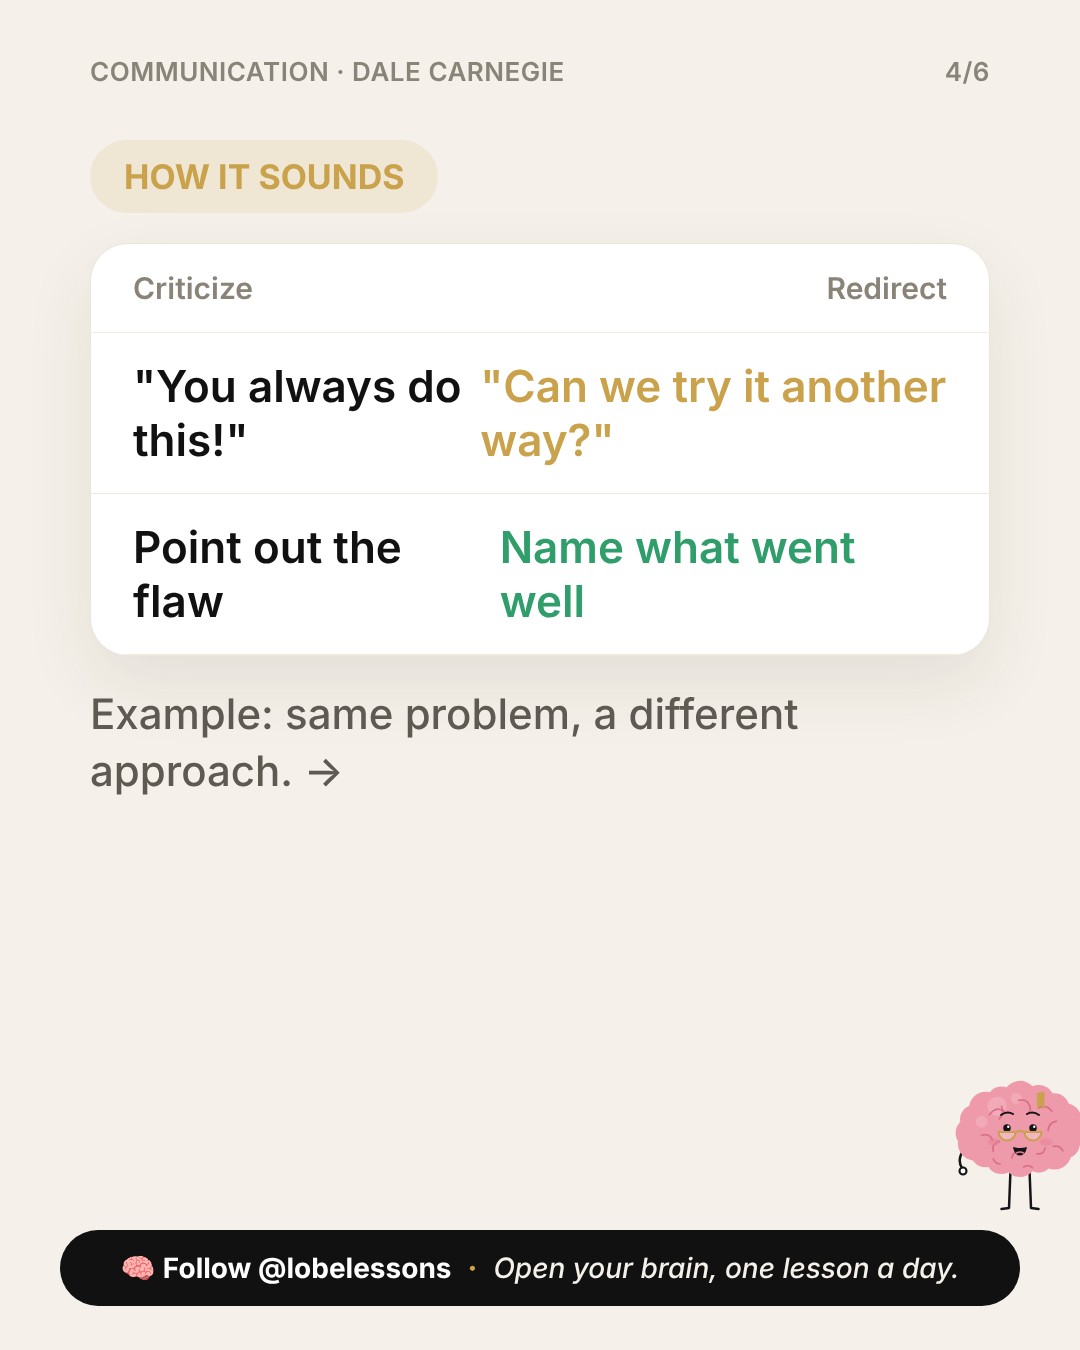 COMMUNICATION · DALE CARNEGIE
4/6
HOW IT SOUNDS
Criticize
Redirect
"You always do
this!"
"Can we try it another
way?"
Point out the
flaw
Name what went
well
Example: same problem, a different
approach. →
🧠 Follow @lobelessons · Open your brain, one lesson a day.